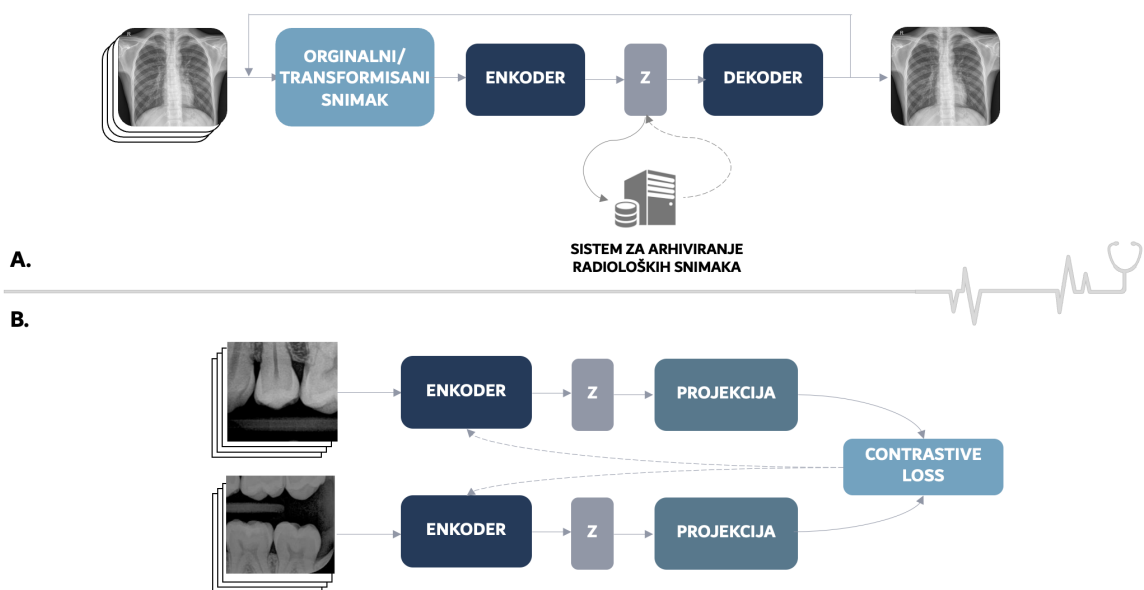 ORGINALNI/
TRANSFORMISANI
SNIMAK
ENKODER
Z
DEKODER
R
R
SISTEM ZA ARHIVIRANJE
RADIOLOŠKIH SNIMAKA
A.
B.
ENKODER
Z
PROJEKCIJA
CONTRASTIVE
LOSS
ENKODER
Z
PROJEKCIJA